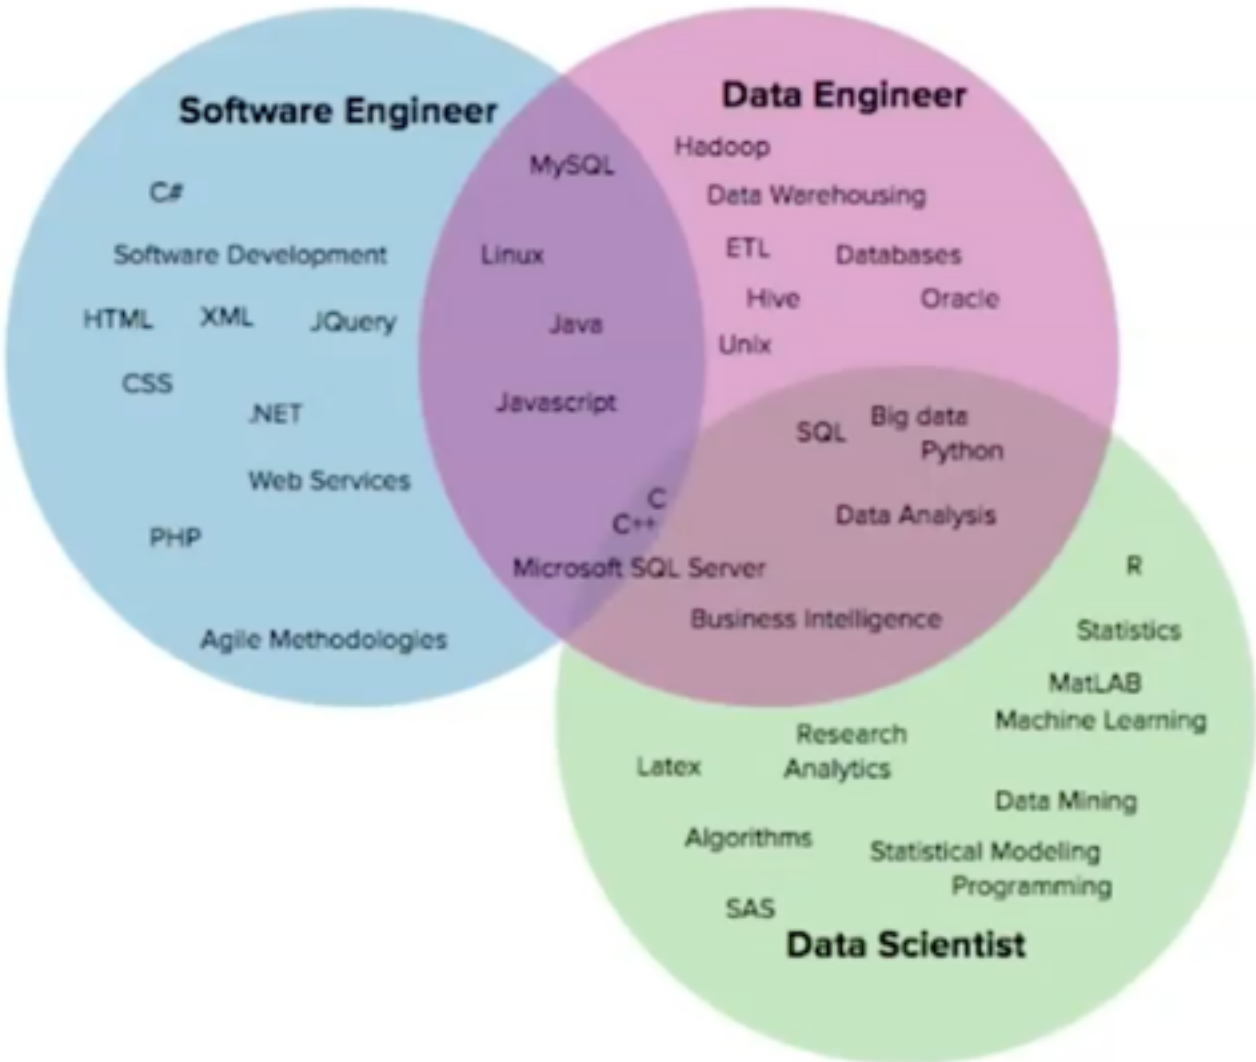 Software Engineer
C#
Software Development
HTML XML JQuery
CSS
.NET
Web Services
PHP
Agile Methodologies
MySQL
Linux
Java
Javascript
C
C++
Microsoft SQL Server
Data Engineer
Hadoop
Data Warehousing
ETL Databases
Hive Oracle
Unix
SQL Big data
Python
Data Analysis
Business Intelligence
R
Statistics
MatLAB
Machine Learning
Research
Latex Analytics
Data Mining
Algorithms
Statistical Modeling
Programming
SAS
Data Scientist